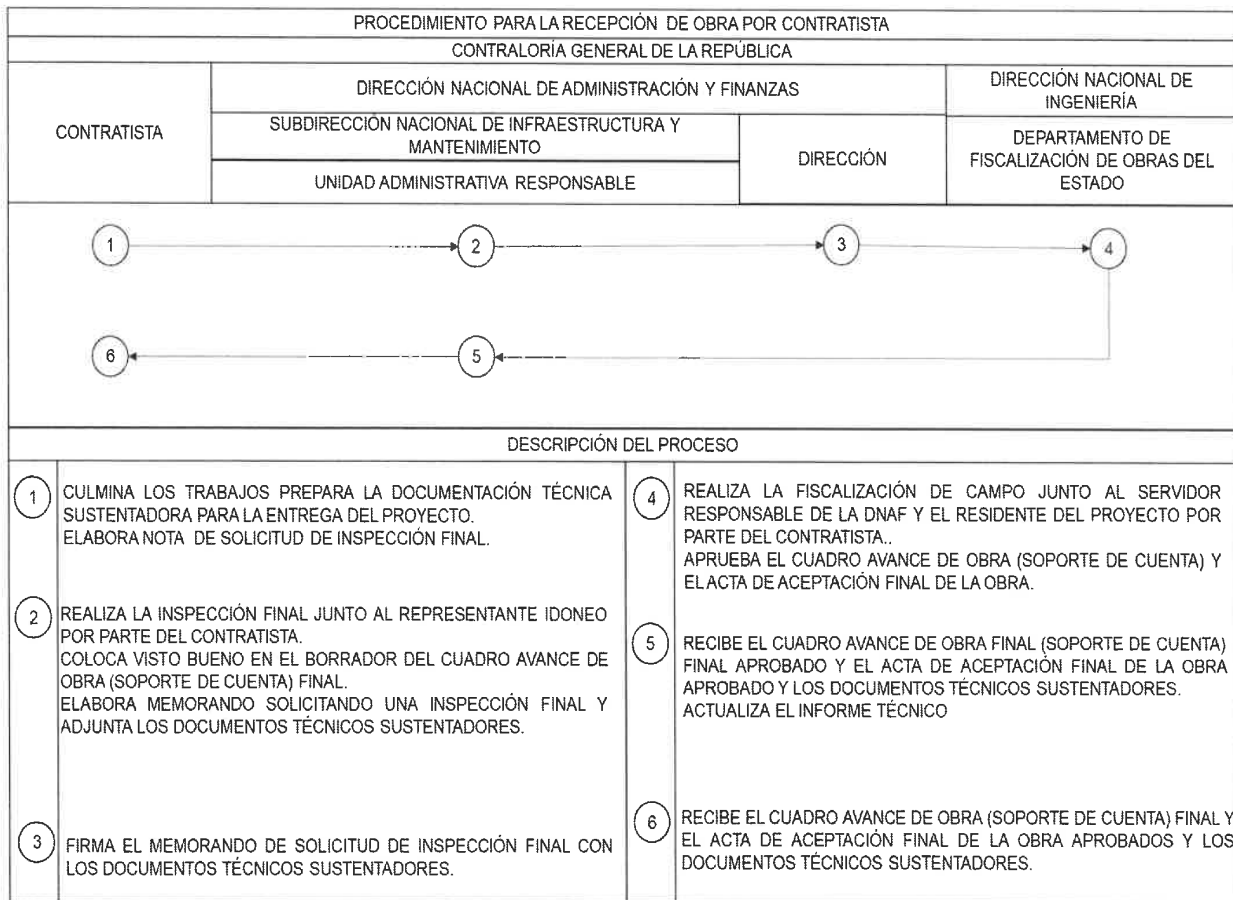 PROCEDIMIENTO PARA LA RECEPCIÓN DE OBRA POR CONTRATISTA
CONTRALORÍA GENERAL DE LA REPÚBLICA
CONTRATISTA
DIRECCIÓN NACIONAL DE ADMINISTRACIÓN Y FINANZAS
SUBDIRECCIÓN NACIONAL DE INFRAESTRUCTURA Y
MANTENIMIENTO
UNIDAD ADMINISTRATIVA RESPONSABLE
DIRECCIÓN
DIRECCIÓN NACIONAL DE
INGENIERÍA
DEPARTAMENTO DE
FISCALIZACIÓN DE OBRAS DEL
ESTADO
1
2
3
4
6
5
DESCRIPCIÓN DEL PROCESO
1
CULMINA LOS TRABAJOS PREPARA LA DOCUMENTACIÓN TÉCNICA
SUSTENTADORA PARA LA ENTREGA DEL PROYECTO.
ELABORA NOTA DE SOLICITUD DE INSPECCIÓN FINAL.
2
REALIZA LA INSPECCIÓN FINAL JUNTO AL REPRESENTANTE IDONEO
POR PARTE DEL CONTRATISTA.
COLOCA VISTO BUENO EN EL BORRADOR DEL CUADRO AVANCE DE
OBRA (SOPORTE DE CUENTA) FINAL.
ELABORA MEMORANDO SOLICITANDO UNA INSPECCIÓN FINAL Y
ADJUNTA LOS DOCUMENTOS TÉCNICOS SUSTENTADORES.
3
FIRMA EL MEMORANDO DE SOLICITUD DE INSPECCIÓN FINAL CON
LOS DOCUMENTOS TÉCNICOS SUSTENTADORES.
4
REALIZA LA FISCALIZACIÓN DE CAMPO JUNTO AL SERVIDOR
RESPONSABLE DE LA DNAF Y EL RESIDENTE DEL PROYECTO POR
PARTE DEL CONTRATISTA..
APRUEBA EL CUADRO AVANCE DE OBRA (SOPORTE DE CUENTA) Y
EL ACTA DE ACEPTACIÓN FINAL DE LA OBRA.
5
RECIBE EL CUADRO AVANCE DE OBRA FINAL (SOPORTE DE CUENTA)
FINAL APROBADO Y EL ACTA DE ACEPTACIÓN FINAL DE LA OBRA
APROBADO Y LOS DOCUMENTOS TÉCNICOS SUSTENTADORES.
ACTUALIZA EL INFORME TÉCNICO
6
RECIBE EL CUADRO AVANCE DE OBRA (SOPORTE DE CUENTA) FINAL Y
EL ACTA DE ACEPTACIÓN FINAL DE LA OBRA APROBADOS Y LOS
DOCUMENTOS TÉCNICOS SUSTENTADORES.